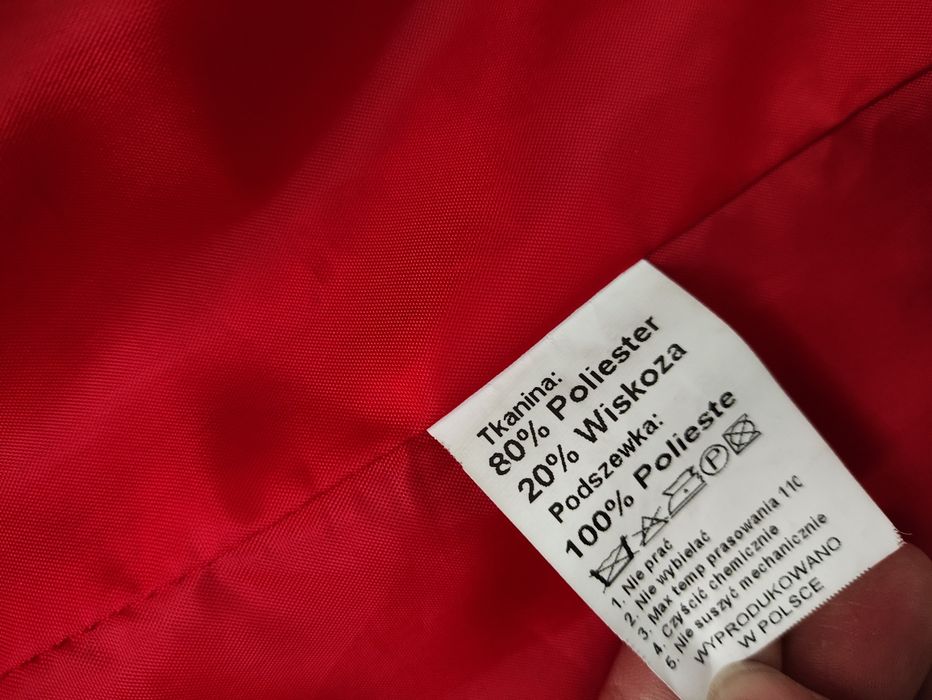 Tkanina:
80% Poliester
20% Wiskoza
Podszewka:
100% Polieste
P
1. Nie prać
2. Nie wybielać
3. Max temp prasowania 110
4. Czyścić chemicznie
5. Nie suszyć mechanicznie
WYPRODUKOWANO
W POLSCE